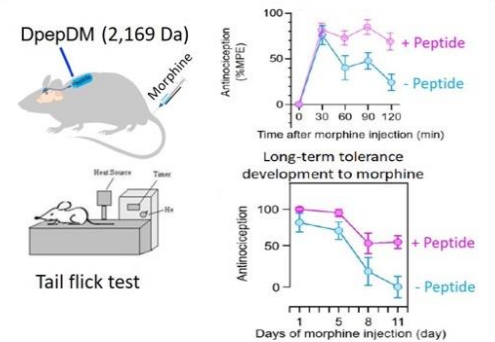 DpepDM (2,169 Da)
Morphine
Heat Source
Timer
Tail flick test
Antinociception
(%MPE)
100
50
0
0 30 60 90 120
+ Peptide
- Peptide
Time after morphine injection (min)
Long-term tolerance
development to morphine
Antinociception
100
50
0
1 5 8 11
+ Peptide
- Peptide
Days of morphine injection (day)